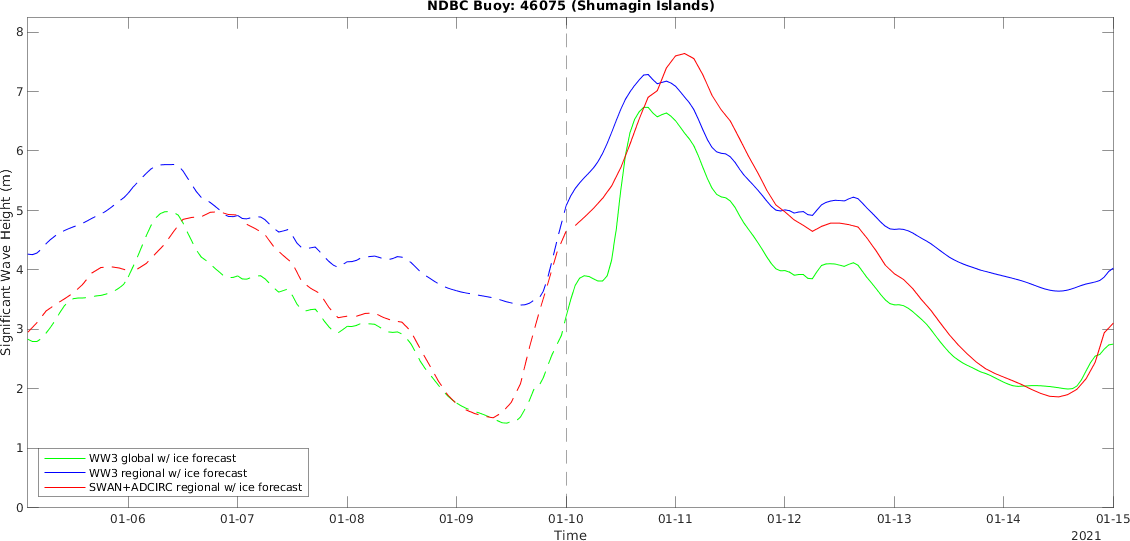 NDBC Buoy: 46075 (Shumagin Islands)
Significant Wave Height (m)
8
7
6
5
4
3
2
1
0
WW3 global w/ ice forecast
WW3 regional w/ ice forecast
SWAN+ADCIRC regional w/ ice forecast
01-06 01-07 01-08 01-09 01-10 01-11 01-12 01-13 01-14 01-15
Time
2021